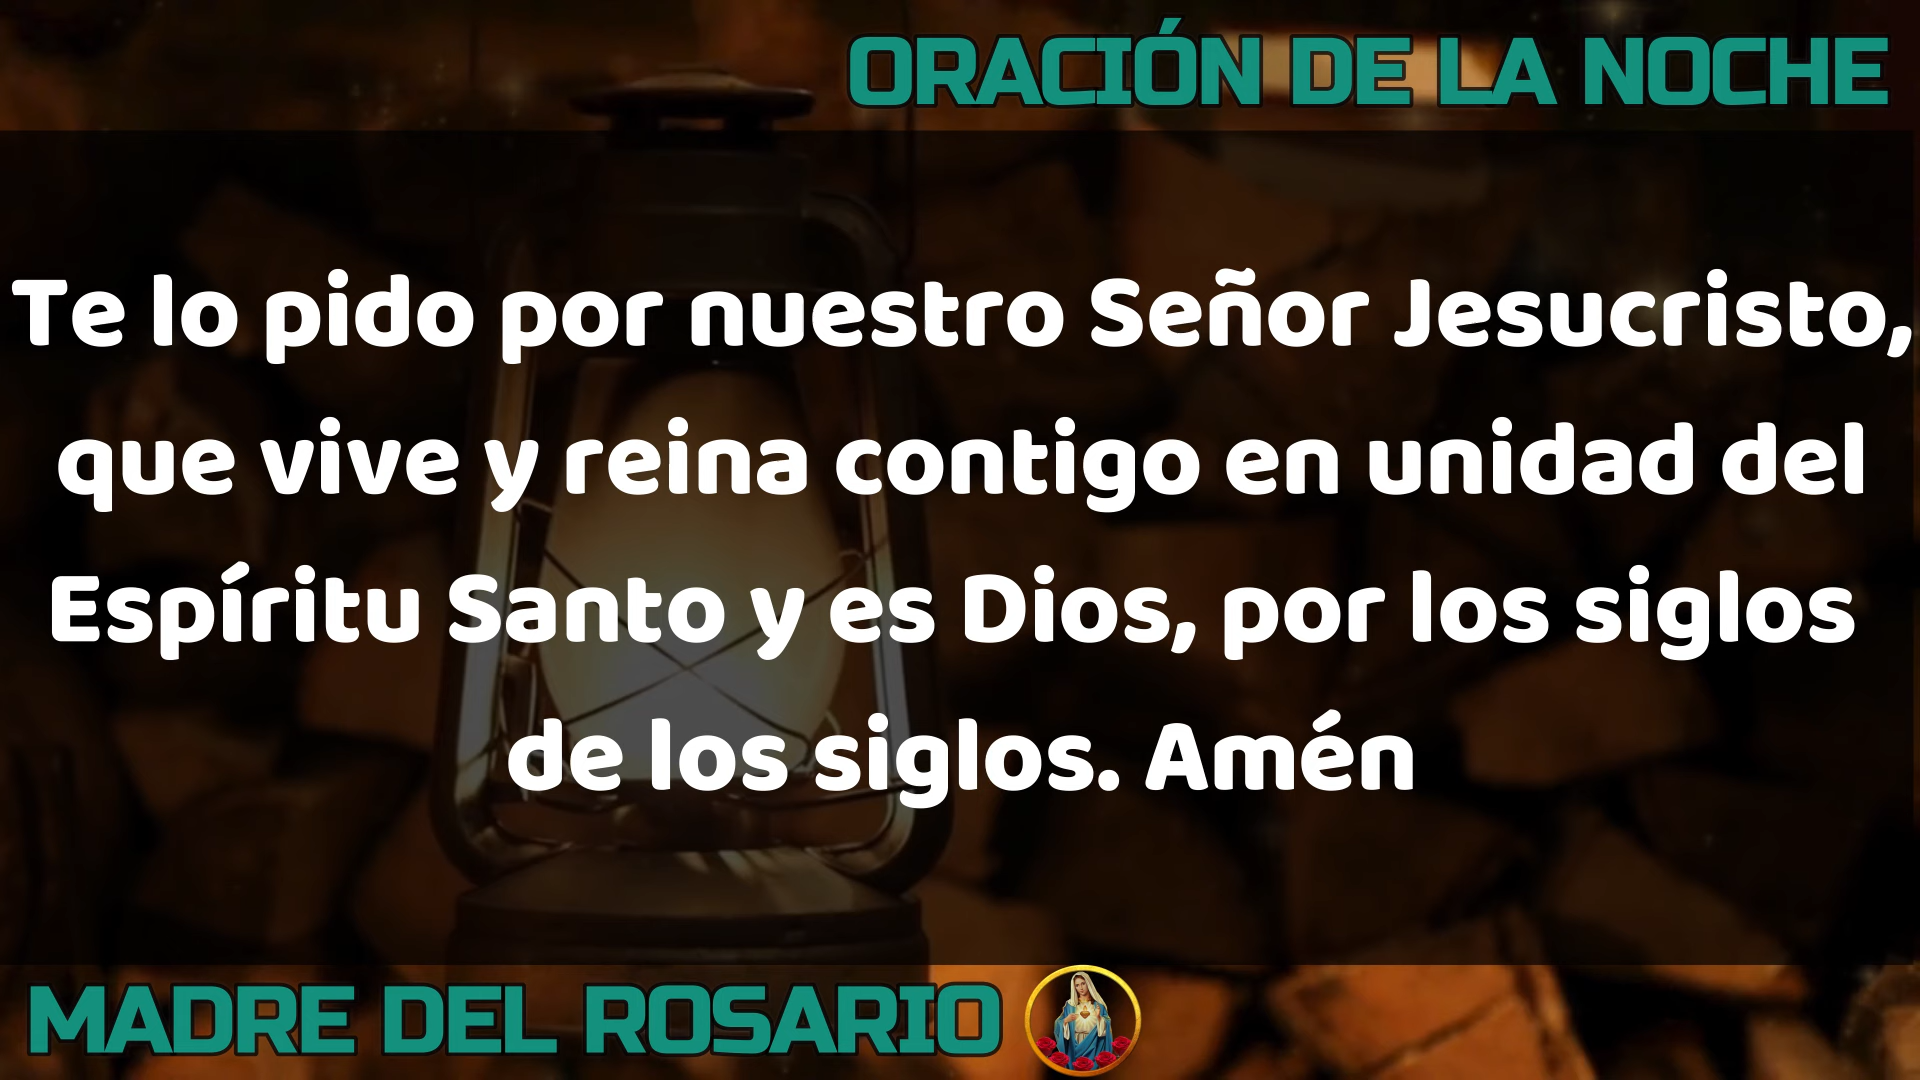 ORACIÓN DE LA NOCHE
Te lo pido por nuestro Señor Jesucristo,
que vive y reina contigo en unidad del
Espíritu Santo y es Dios, por los siglos
de los siglos. Amén
MADRE DEL ROSARIO